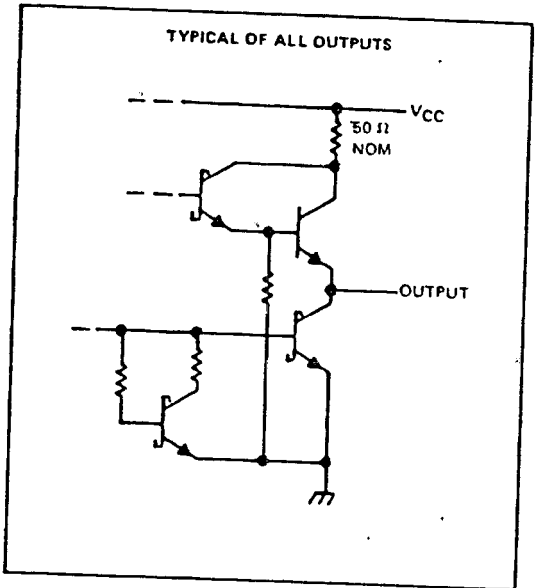 TYPICAL OF ALL OUTPUTS
VCC
50 Ω
NOM
OUTPUT